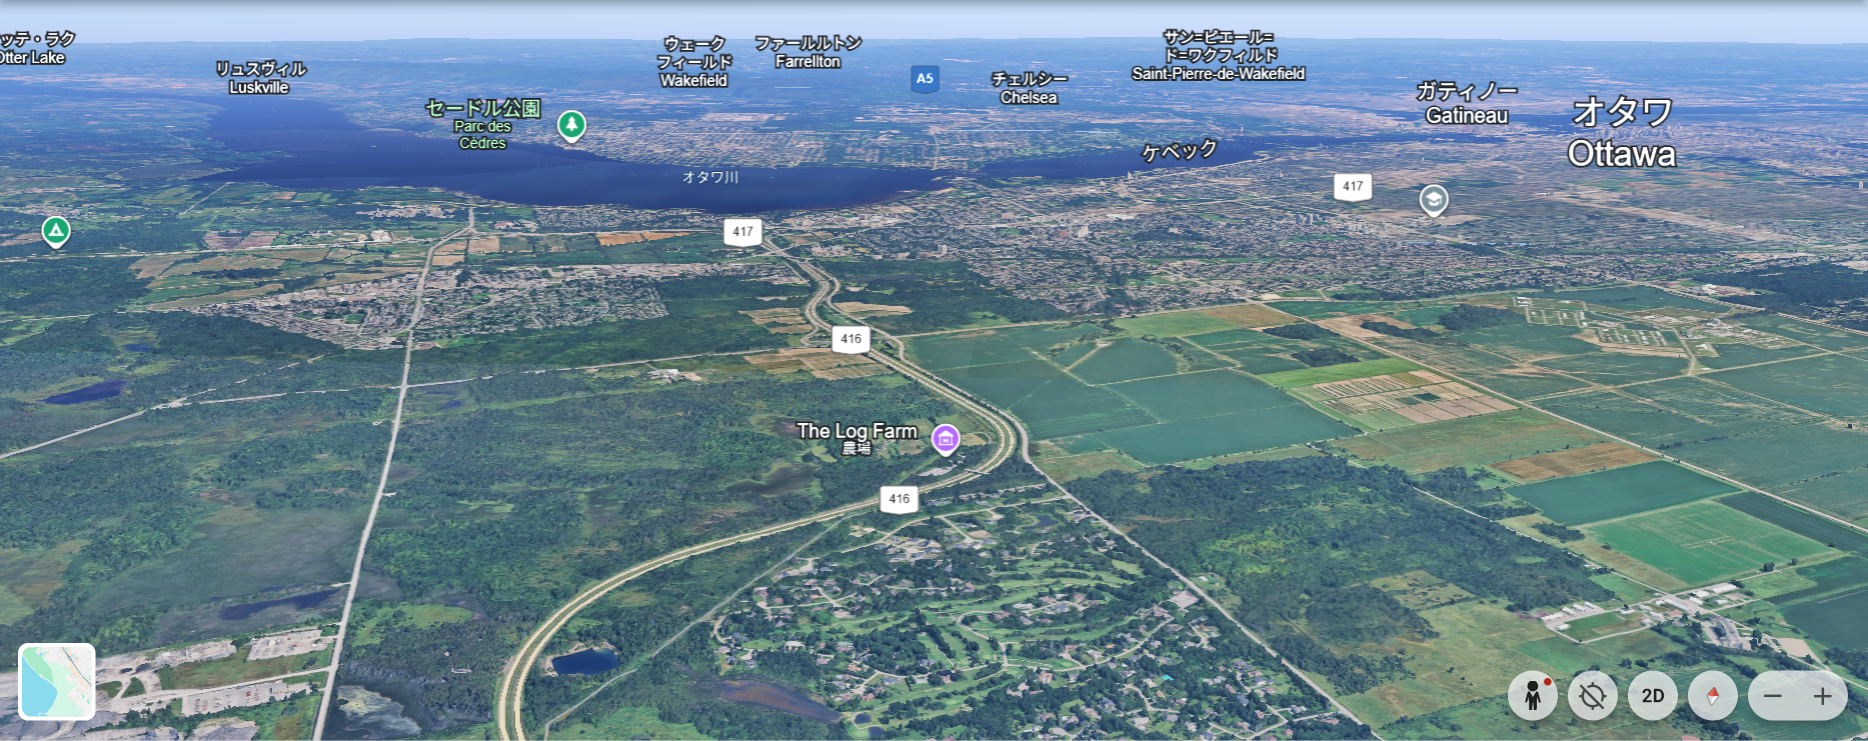 ッテ・ラク
Otter Lake
リュスヴィル
Luskville
セードル公園
Parc des
Cèdres
ウェーク
フィールド
Wakefield
ファールルトン
Farrellton
A5
チェルシー
Chelsea
サン=ピエール=
ド=ワクフィルド
Saint-Pierre-de-Wakefield
ガティノー
Gatineau
オタワ
Ottawa
ケベック
オタワ川
417
417
416
The Log Farm
農場
416
2D